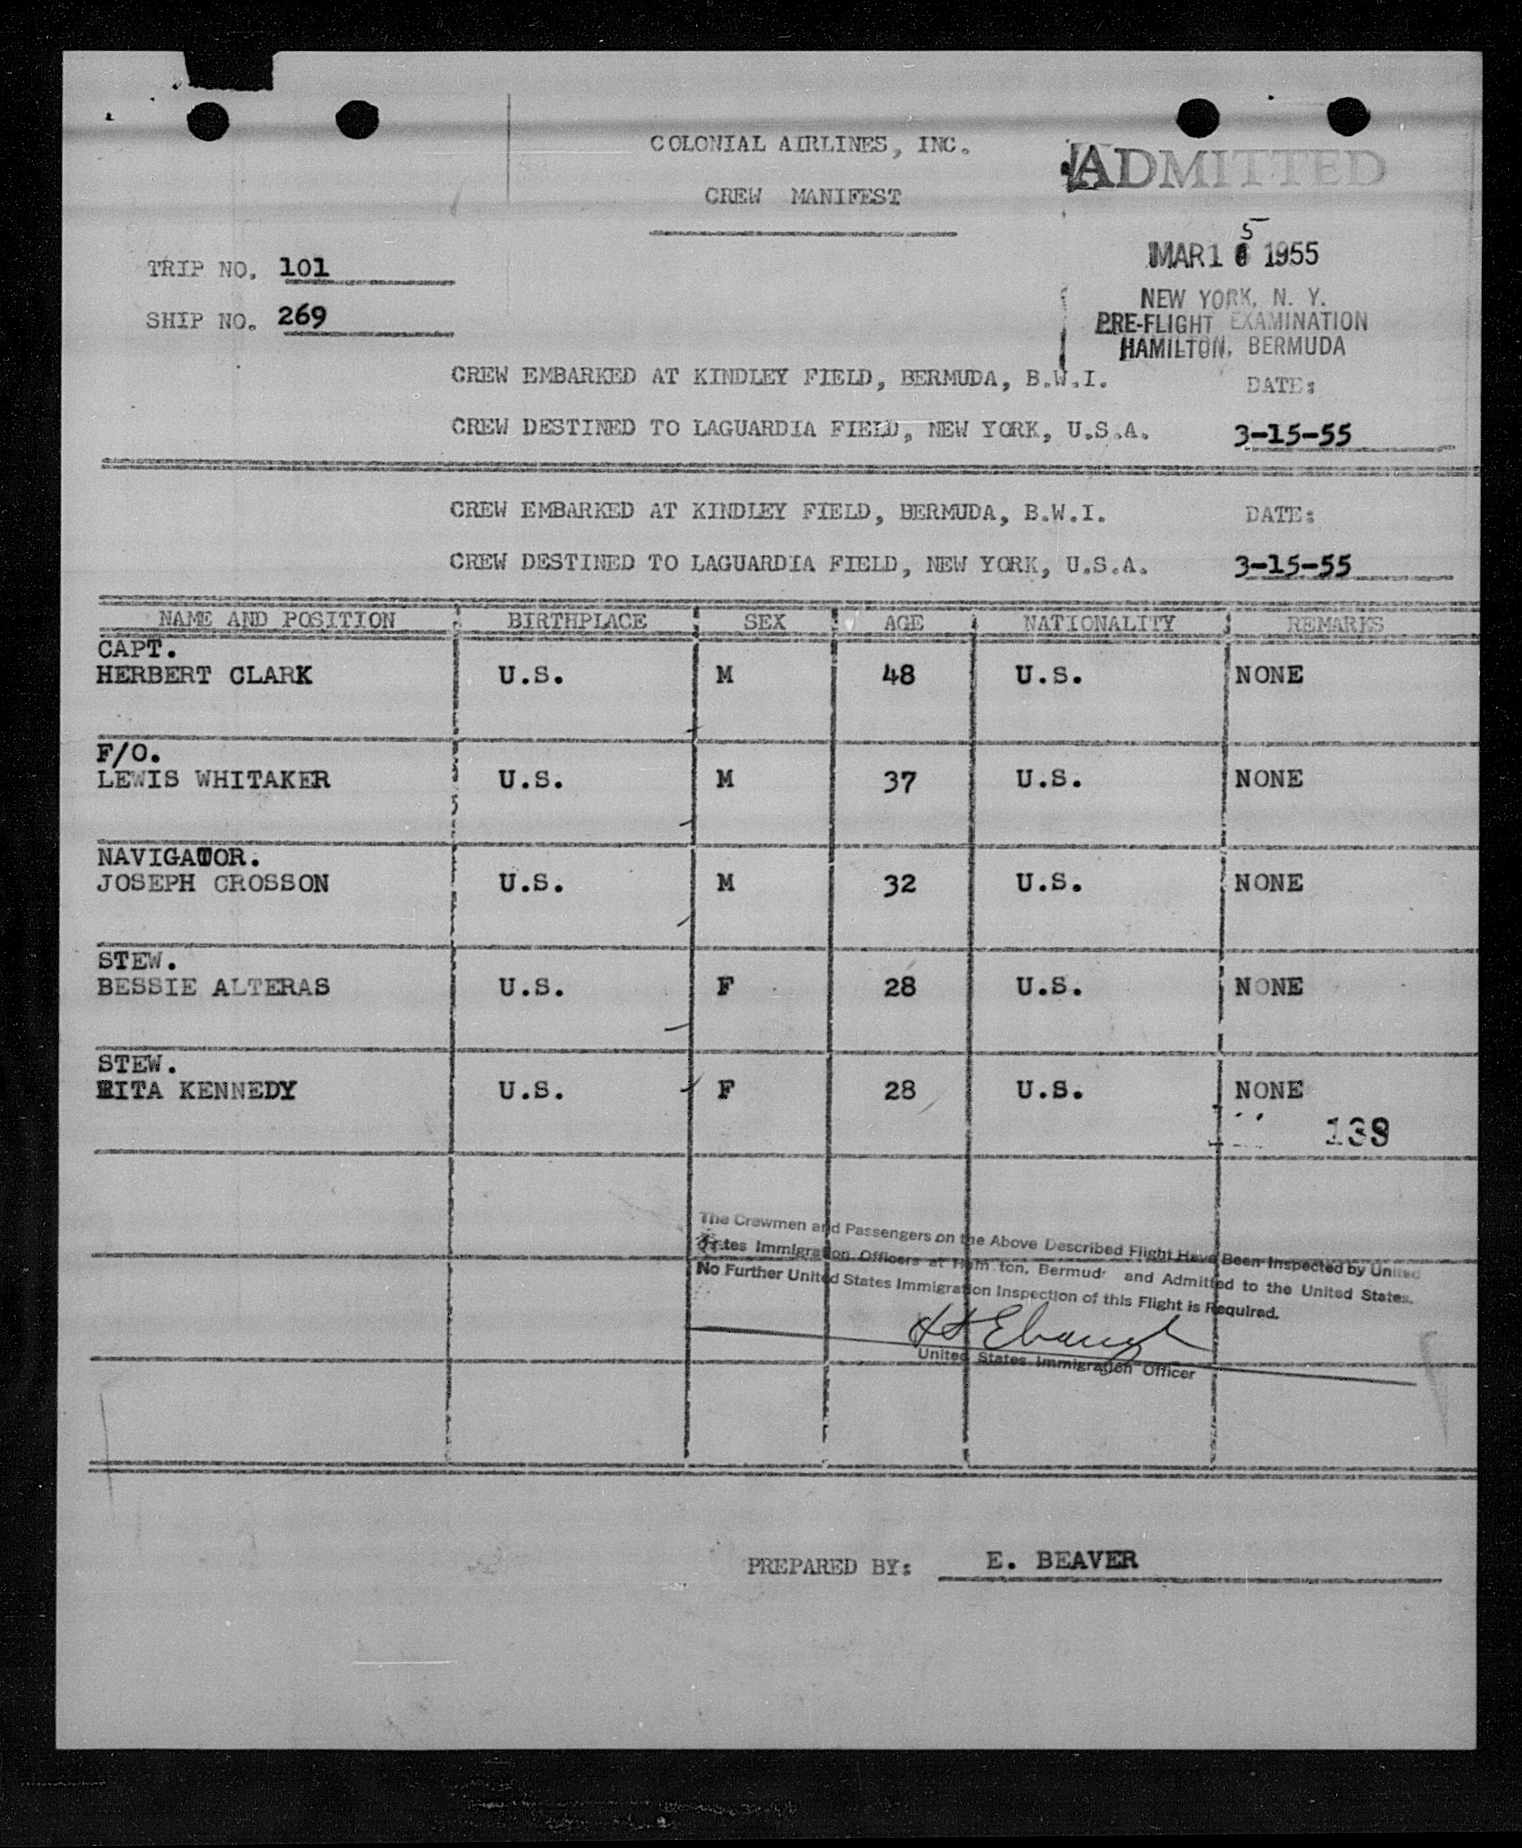 COLONIAL AIRLINES, INC.
CREW MANIFEST
ADMITTED
MAR 1 5 1955
NEW YORK, N. Y.
PRE-FLIGHT EXAMINATION
HAMILTON, BERMUDA
TRIP NO. 101
SHIP NO. 269
CREW EMBARKED AT KINDLEY FIELD, BERMUDA, B.W.I. DATE:
CREW DESTINED TO LAGUARDIA FIELD, NEW YORK, U.S.A. 3-15-55
CREW EMBARKED AT KINDLEY FIELD, BERMUDA, B.W.I. DATE:
CREW DESTINED TO LAGUARDIA FIELD, NEW YORK, U.S.A. 3-15-55
NAME AND POSITION BIRTHPLACE SEX AGE NATIONALITY REMARKS
CAPT.
HERBERT CLARK U.S. M 48 U.S. NONE
F/O.
LEWIS WHITAKER U.S. M 37 U.S. NONE
NAVIGATOR.
JOSEPH CROSSON U.S. M 32 U.S. NONE
STEW.
BESSIE ALTERAS U.S. F 28 U.S. NONE
STEW.
RITA KENNEDY U.S. F 28 U.S. NONE
139
The Crewmen and Passengers on the Above Described Flight Have Been Inspected by United
States Immigration Officers at Hamilton, Bermuda and Admitted to the United States.
No Further United States Immigration Inspection of this Flight is Required.
United States Immigration Officer
PREPARED BY: E. BEAVER